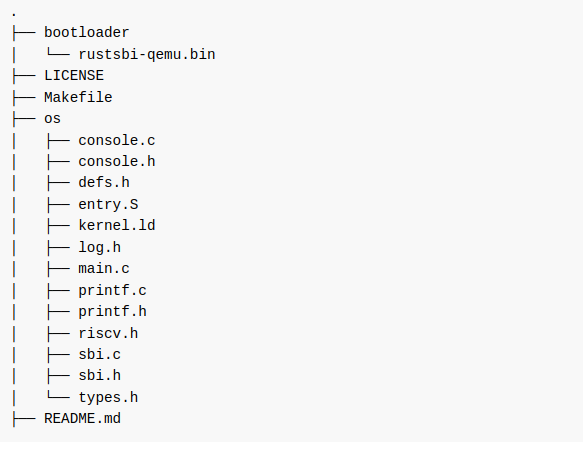 .
├── bootloader
│   └── rustsbi-qemu.bin
├── LICENSE
├── Makefile
├── os
│   ├── console.c
│   ├── console.h
│   ├── defs.h
│   ├── entry.S
│   ├── kernel.ld
│   ├── log.h
│   ├── main.c
│   ├── printf.c
│   ├── printf.h
│   ├── riscv.h
│   ├── sbi.c
│   ├── sbi.h
│   └── types.h
├── README.md